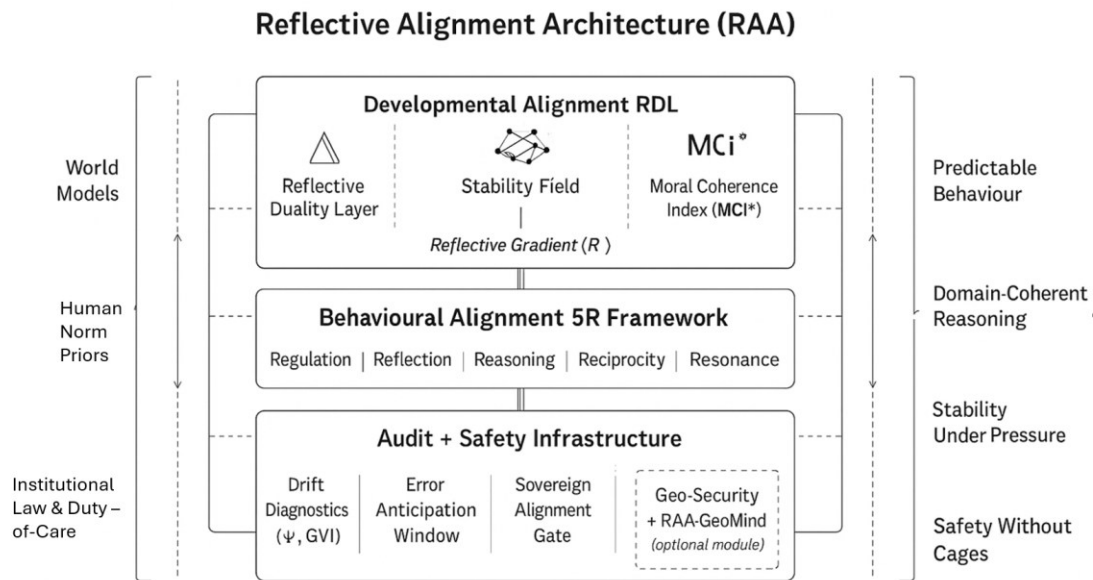 Reflective Alignment Architecture (RAA)
World
Models
Human
Norm
Priors
Institutional
Law & Duty –
of-Care
Developmental Alignment RDL
Reflective
Duality Layer
Stability Field
Reflective Gradient (R )
MCi°
Moral Coherence
Index (MCI*)
Behavioural Alignment 5R Framework
Regulation | Reflection | Reasoning | Reciprocity | Resonance
Audit + Safety Infrastructure
Drift
Diagnostics
(Ψ, GVI)
Error
Anticipation
Window
Sovereign
Alignment
Gate
Geo-Security
+ RAA-GeoMind
(optional module)
Predictable
Behaviour
Domain-Coherent
Reasoning
Stability
Under Pressure
Safety Without
Cages